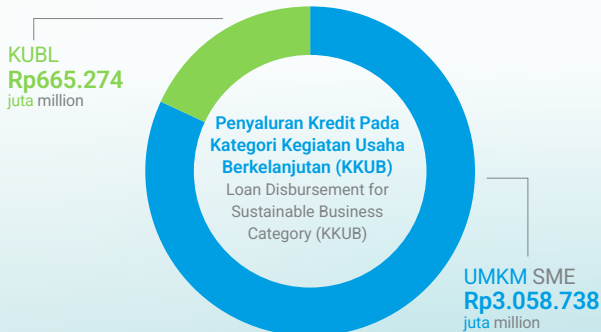 KUBL
Rp665.274
juta million
Penyaluran Kredit Pada
Kategori Kegiatan Usaha
Berkelanjutan (KKUB)
Loan Disbursement for
Sustainable Business
Category (KKUB)
UMKM SME
Rp3.058.738
juta million